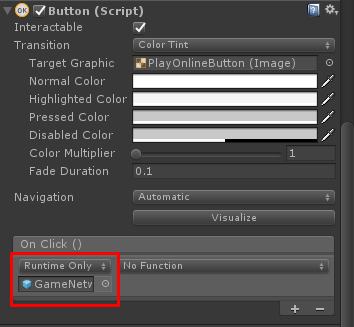 Button (Script)
Interactable
Transition Color Tint
Target Graphic PlayOnlineButton (Image)
Normal Color
Highlighted Color
Pressed Color
Disabled Color
Color Multiplier 1
Fade Duration 0.1
Navigation Automatic
Visualize
On Click ()
Runtime Only No Function
GameNetw
+ −